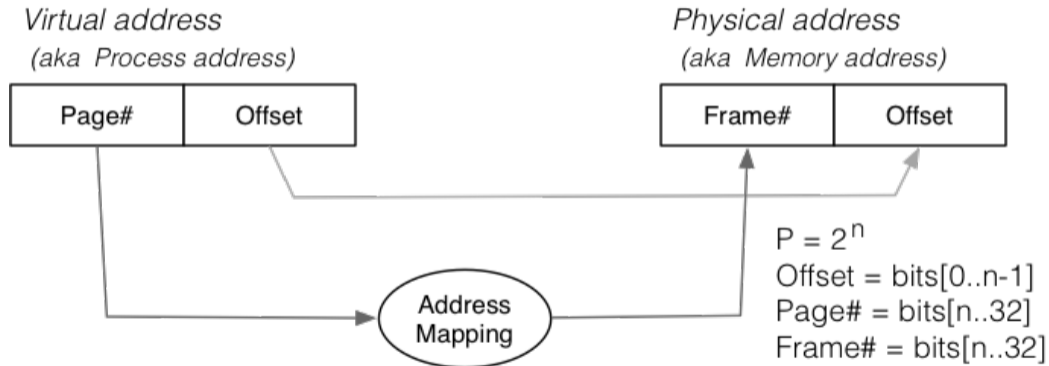 Virtual address
(aka Process address)
Page#
Offset
Physical address
(aka Memory address)
Frame#
Offset
Address
Mapping
P = 2^n
Offset = bits[0..n-1]
Page# = bits[n..32]
Frame# = bits[n..32]